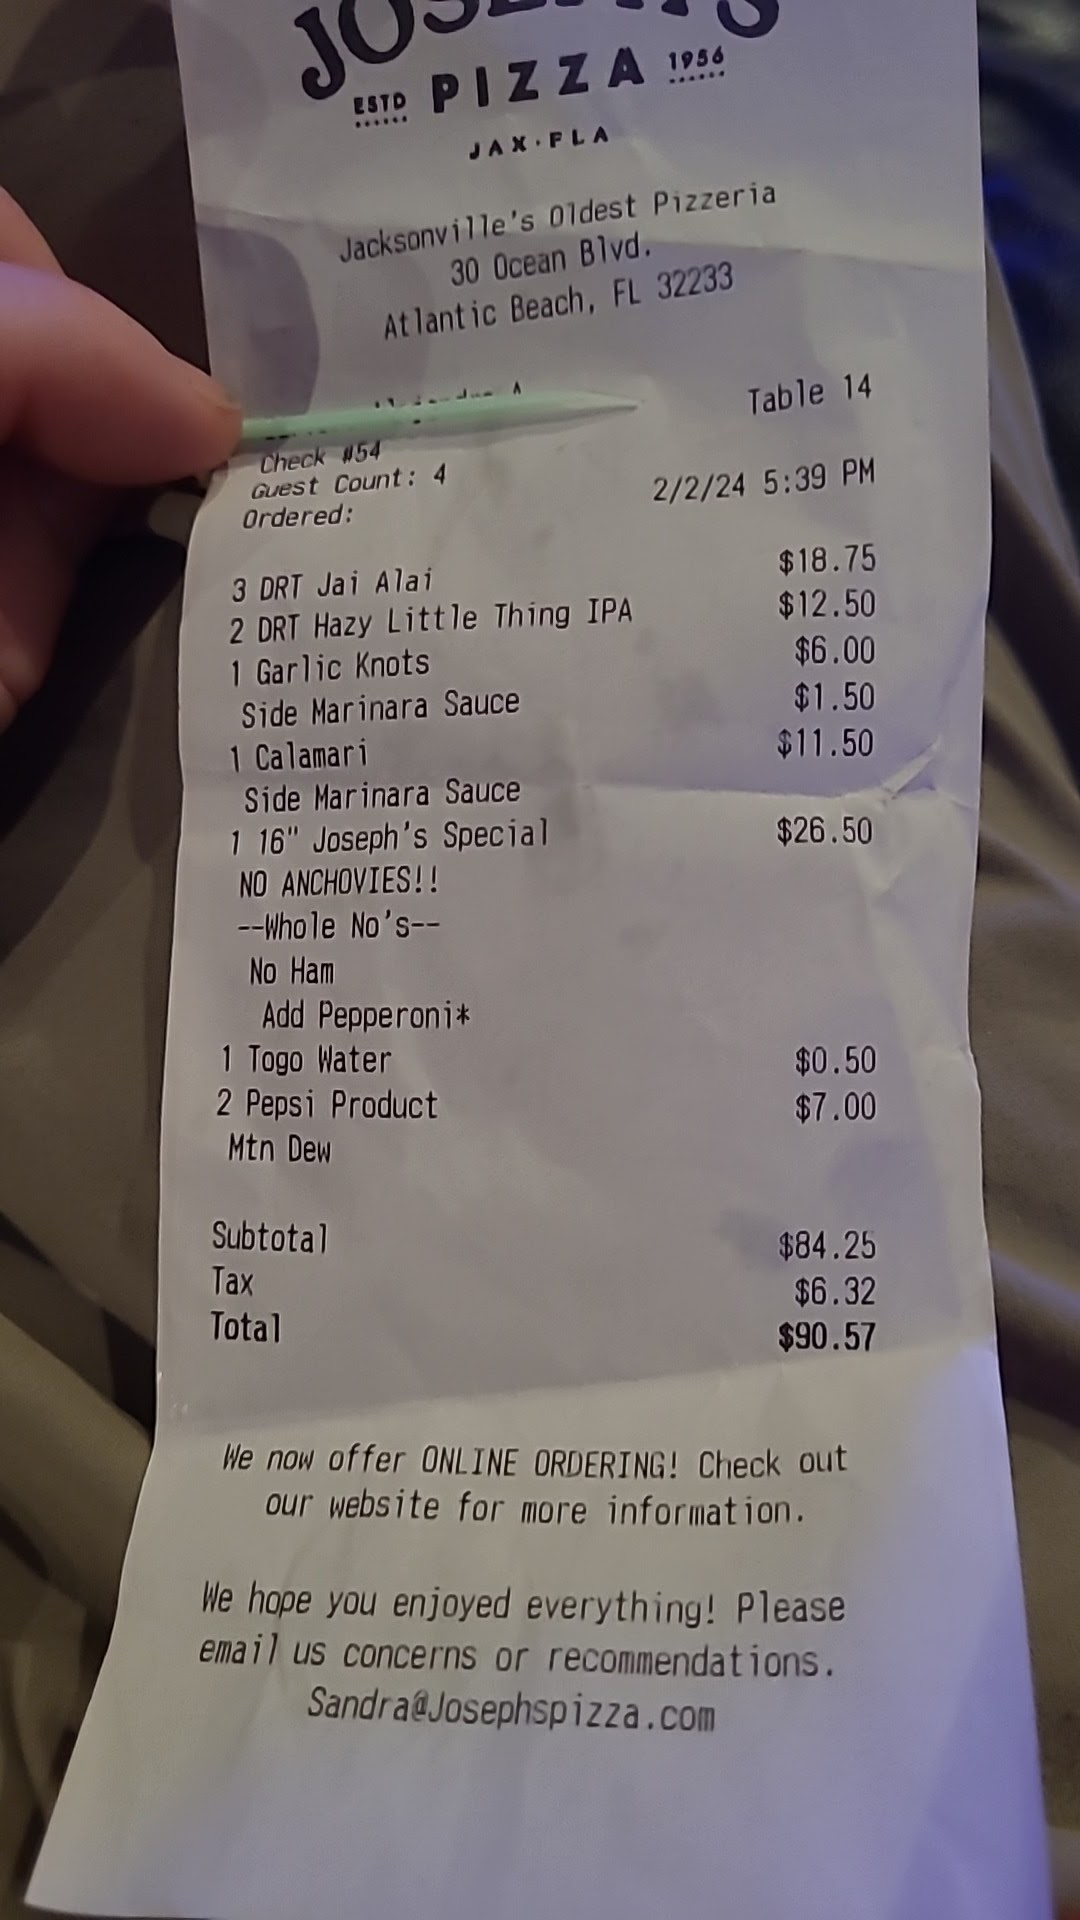 ESTD PIZZA 1956
JAX·FLA
Jacksonville's Oldest Pizzeria
30 Ocean Blvd.
Atlantic Beach, FL 32233
Table 14
Check #54
Guest Count: 4
Ordered: 2/2/24 5:39 PM
3 DRT Jai Alai $18.75
2 DRT Hazy Little Thing IPA $12.50
1 Garlic Knots $6.00
Side Marinara Sauce $1.50
1 Calamari $11.50
Side Marinara Sauce
1 16" Joseph's Special $26.50
NO ANCHOVIES!!
--Whole No's--
No Ham
Add Pepperoni*
1 Togo Water $0.50
2 Pepsi Product $7.00
Mtn Dew
Subtotal $84.25
Tax $6.32
Total $90.57
We now offer ONLINE ORDERING! Check out
our website for more information.
We hope you enjoyed everything! Please
email us concerns or recommendations.
Sandra@Josephspizza.com